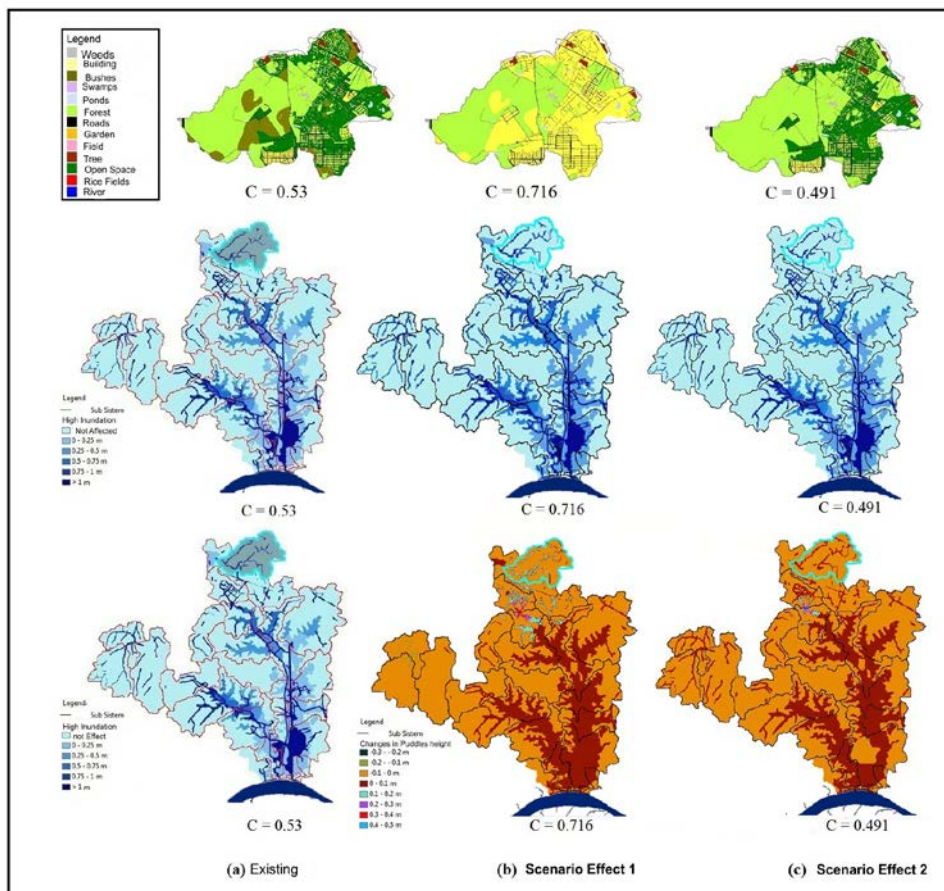 Legend
Woods
Building
Bushes
Swamps
Ponds
Forest
Roads
Garden
Field
Tree
Open Space
Rice Fields
River
C = 0.53
C = 0.716
C = 0.491
Legend
Sub Sistem
High Inundation
Not Affected
0 - 0.25 m
0.25 - 0.5 m
0.5 - 0.75 m
0.75 - 1 m
> 1 m
C = 0.53
C = 0.716
C = 0.491
Legend
Sub Sistem
High Inundation
not Effect
0 - 0.25 m
0.25 - 0.5 m
0.5 - 0.75 m
0.75 - 1 m
> 1 m
C = 0.53
Legend
Sub Sistem
Changes in Puddles height
-0.3 - -0.2 m
-0.2 - -0.1 m
-0.1 - 0 m
0 - 0.1 m
0.1 - 0.2 m
0.2 - 0.3 m
0.3 - 0.4 m
0.4 - 0.5 m
C = 0.716
C = 0.491
(a) Existing
(b) Scenario Effect 1
(c) Scenario Effect 2